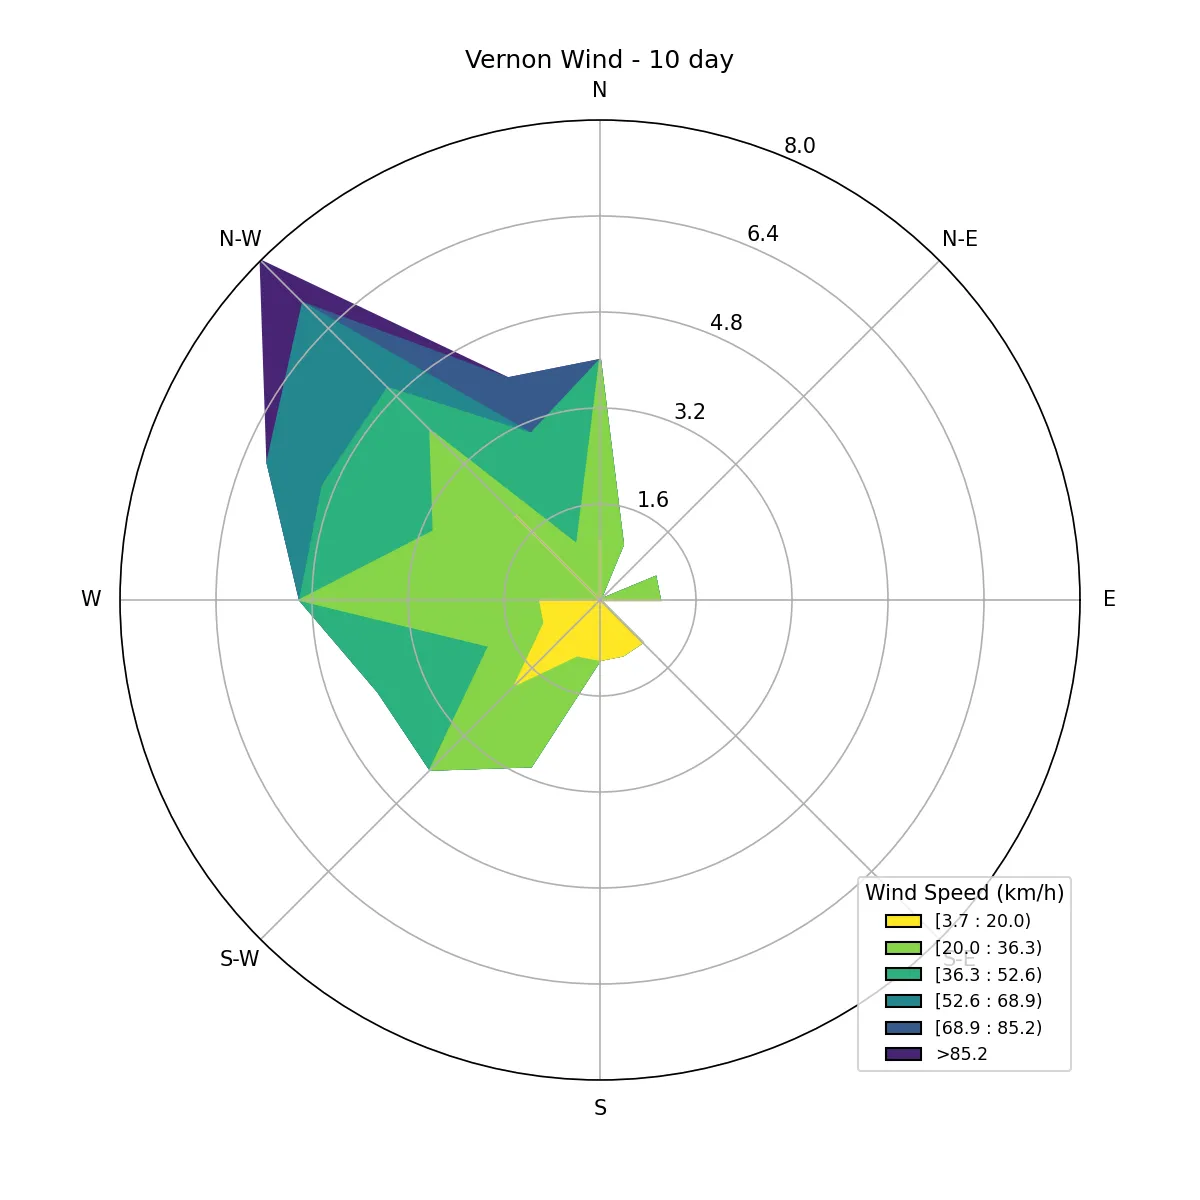 Vernon Wind - 10 day
N
8.0
N-W
6.4
N-E
4.8
3.2
1.6
W
E
S-W
S-E
S
Wind Speed (km/h)
[3.7 : 20.0)
[20.0 : 36.3)
[36.3 : 52.6)
[52.6 : 68.9)
[68.9 : 85.2)
>85.2